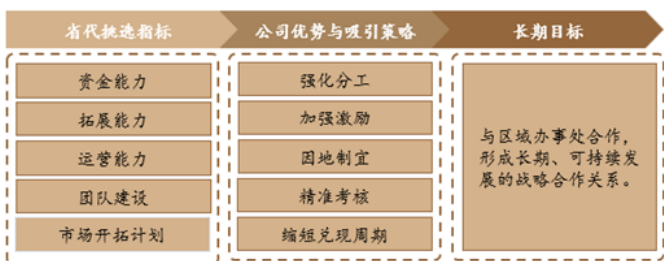 省代挑选指标
公司优势与吸引策略
长期目标
资金能力
拓展能力
运营能力
团队建设
市场开拓计划
强化分工
加强激励
因地制宜
精准考核
缩短兑现周期
与区域办事处合作，
形成长期、可持续发
展的战略合作关系。